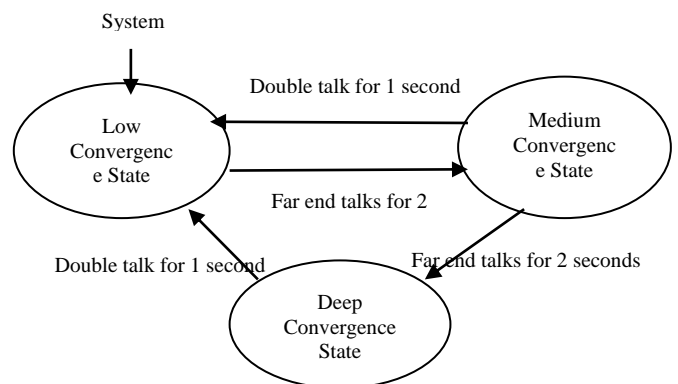 System
Double talk for 1 second
Low
Convergenc
e State
Medium
Convergenc
e State
Far end talks for 2
Double talk for 1 second
Far end talks for 2 seconds
Deep
Convergence
State